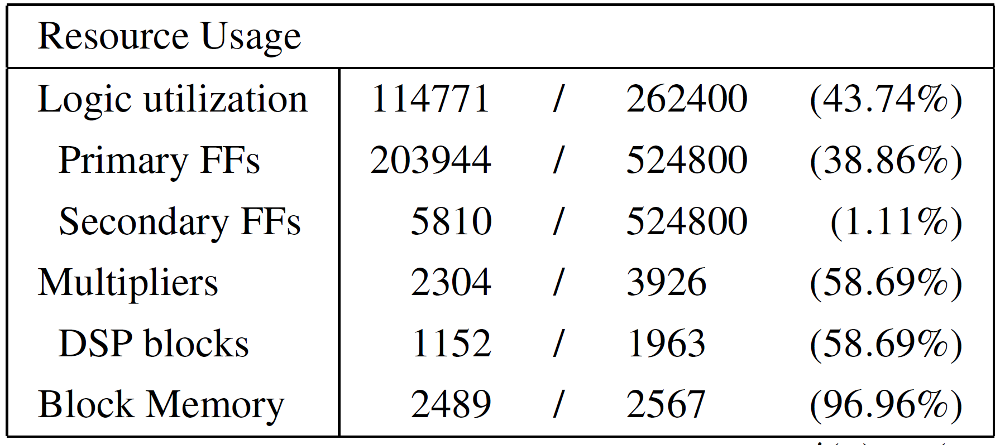 Resource Usage
Logic utilization 114771 / 262400 (43.74%)
Primary FFs 203944 / 524800 (38.86%)
Secondary FFs 5810 / 524800 (1.11%)
Multipliers 2304 / 3926 (58.69%)
DSP blocks 1152 / 1963 (58.69%)
Block Memory 2489 / 2567 (96.96%)